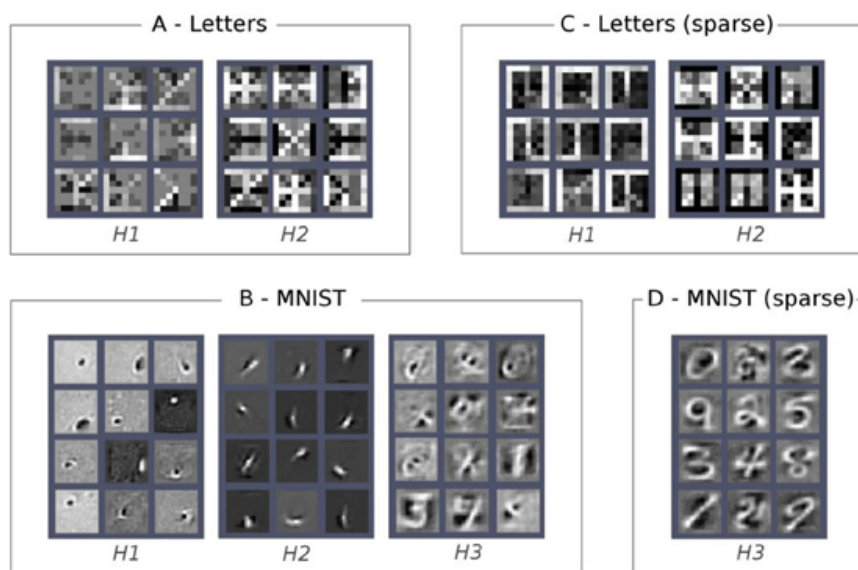 A - Letters
C - Letters (sparse)
H1
H2
H1
H2
B - MNIST
D - MNIST (sparse)
H1
H2
H3
H3